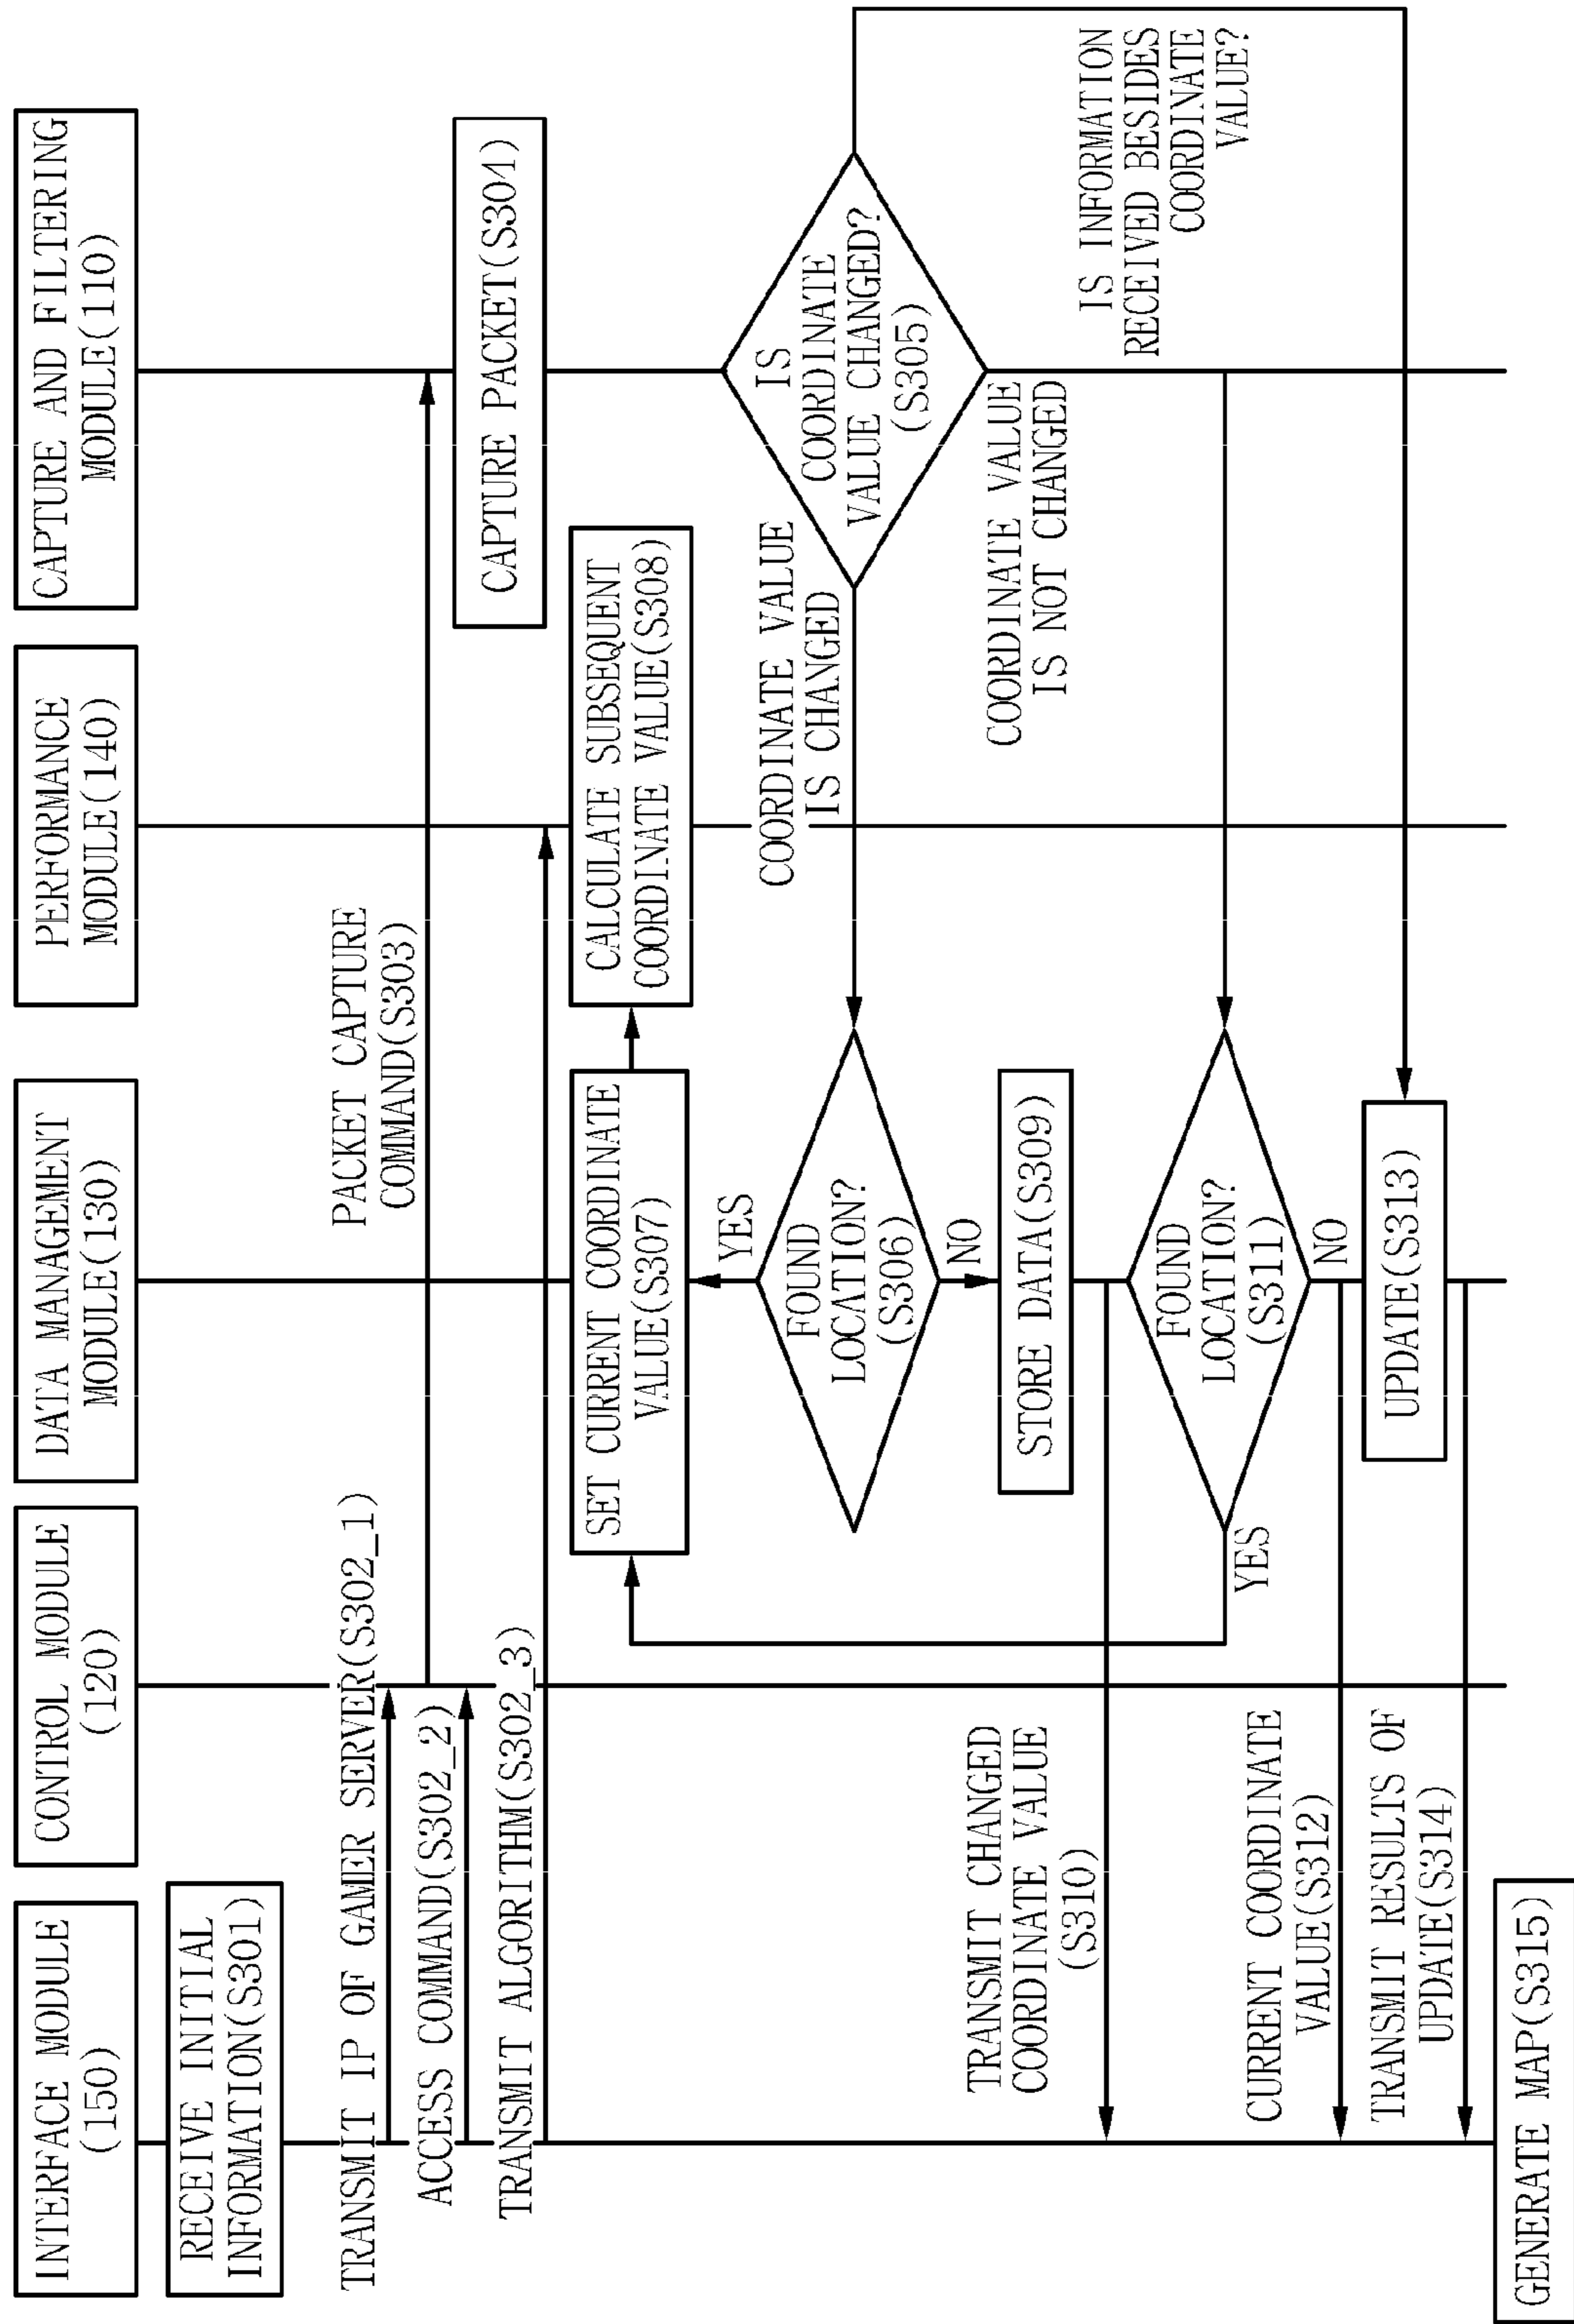 INTERFACE MODULE
(150)
CONTROL MODULE
(120)
DATA MANAGEMENT
MODULE(130)
PERFORMANCE
MODULE(140)
CAPTURE AND FILTERING
MODULE(110)
RECEIVE INITIAL
INFORMATION(S301)
TRANSMIT IP OF GAMER SERVER(S302_1)
PACKET CAPTURE
COMMAND(S303)
ACCESS COMMAND(S302_2)
TRANSMIT ALGORITHM(S302_3)
CAPTURE PACKET(S304)
SET CURRENT COORDINATE
VALUE(S307)
CALCULATE SUBSEQUENT
COORDINATE VALUE(S308)
YES
COORDINATE VALUE
IS CHANGED
IS
COORDINATE
VALUE CHANGED?
(S305)
FOUND
LOCATION?
(S306)
NO
COORDINATE VALUE
IS NOT CHANGED
STORE DATA(S309)
TRANSMIT CHANGED
COORDINATE VALUE
(S310)
IS INFORMATION
RECEIVED BESIDES
COORDINATE
VALUE?
FOUND
LOCATION?
(S311)
YES
NO
CURRENT COORDINATE
VALUE(S312)
UPDATE(S313)
TRANSMIT RESULTS OF
UPDATE(S314)
GENERATE MAP(S315)